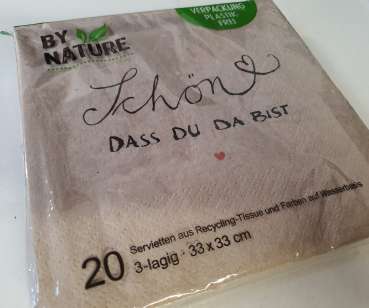 BY
NATURE
VERPACKUNG
PLASTIK-
FREI
Schön
DASS DU DA BIST
20 Servietten aus Recycling-Tissue und Farben auf Wasserbasis
3-lagig · 33 x 33 cm